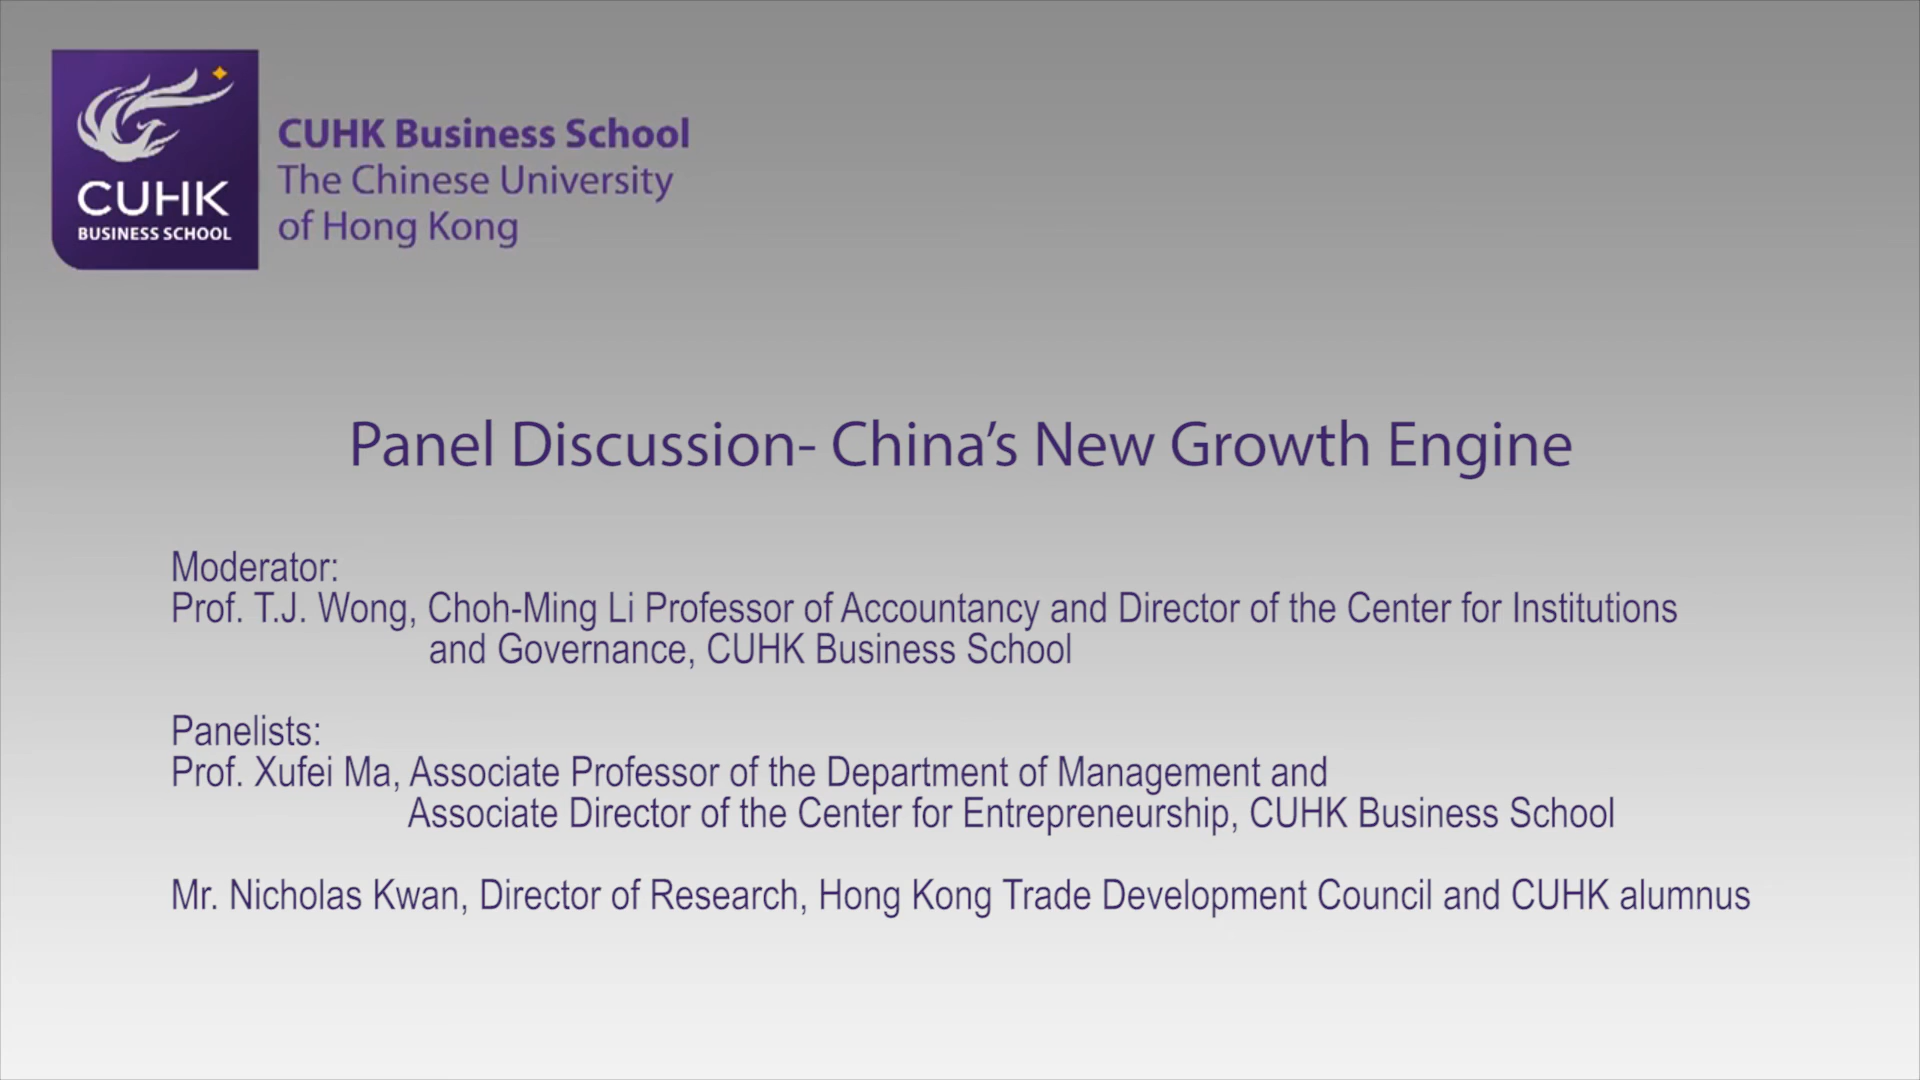 CUHK
BUSINESS SCHOOL
CUHK Business School
The Chinese University
of Hong Kong
Panel Discussion- China’s New Growth Engine
Moderator:
Prof. T.J. Wong, Choh-Ming Li Professor of Accountancy and Director of the Center for Institutions
and Governance, CUHK Business School
Panelists:
Prof. Xufei Ma, Associate Professor of the Department of Management and
Associate Director of the Center for Entrepreneurship, CUHK Business School
Mr. Nicholas Kwan, Director of Research, Hong Kong Trade Development Council and CUHK alumnus